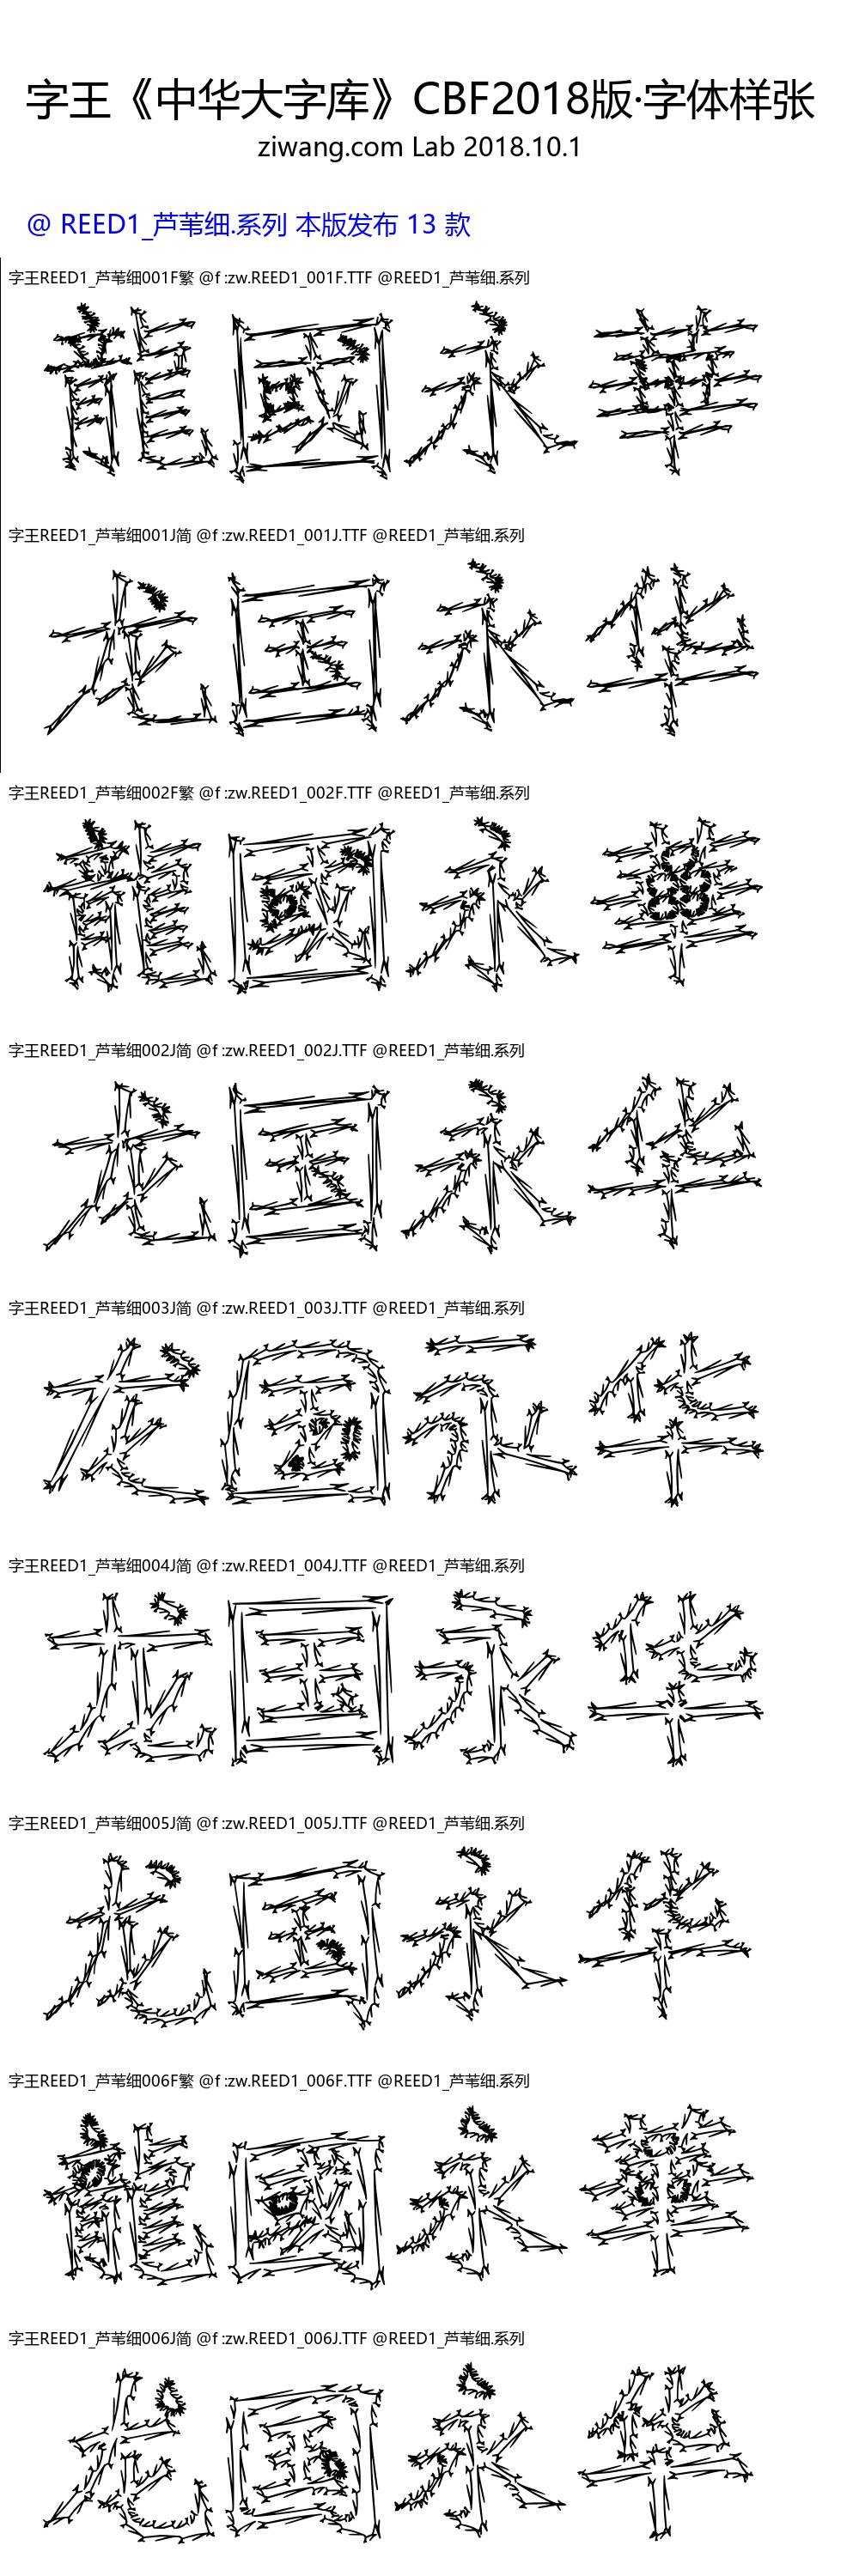 字王《中华大字库》CBF2018版·字体样张
ziwang.com Lab 2018.10.1
@ REED1_芦苇细.系列 本版发布 13 款
字王REED1_芦苇细001F繁 @f :zw.REED1_001F.TTF @REED1_芦苇细.系列
龍國永華
字王REED1_芦苇细001J简 @f :zw.REED1_001J.TTF @REED1_芦苇细.系列
龙国永华
字王REED1_芦苇细002F繁 @f :zw.REED1_002F.TTF @REED1_芦苇细.系列
龍國永華
字王REED1_芦苇细002J简 @f :zw.REED1_002J.TTF @REED1_芦苇细.系列
龙国永华
字王REED1_芦苇细003J简 @f :zw.REED1_003J.TTF @REED1_芦苇细.系列
龙国永华
字王REED1_芦苇细004J简 @f :zw.REED1_004J.TTF @REED1_芦苇细.系列
龙国永华
字王REED1_芦苇细005J简 @f :zw.REED1_005J.TTF @REED1_芦苇细.系列
龙国永华
字王REED1_芦苇细006F繁 @f :zw.REED1_006F.TTF @REED1_芦苇细.系列
龍國永華
字王REED1_芦苇细006J简 @f :zw.REED1_006J.TTF @REED1_芦苇细.系列
龙国永华